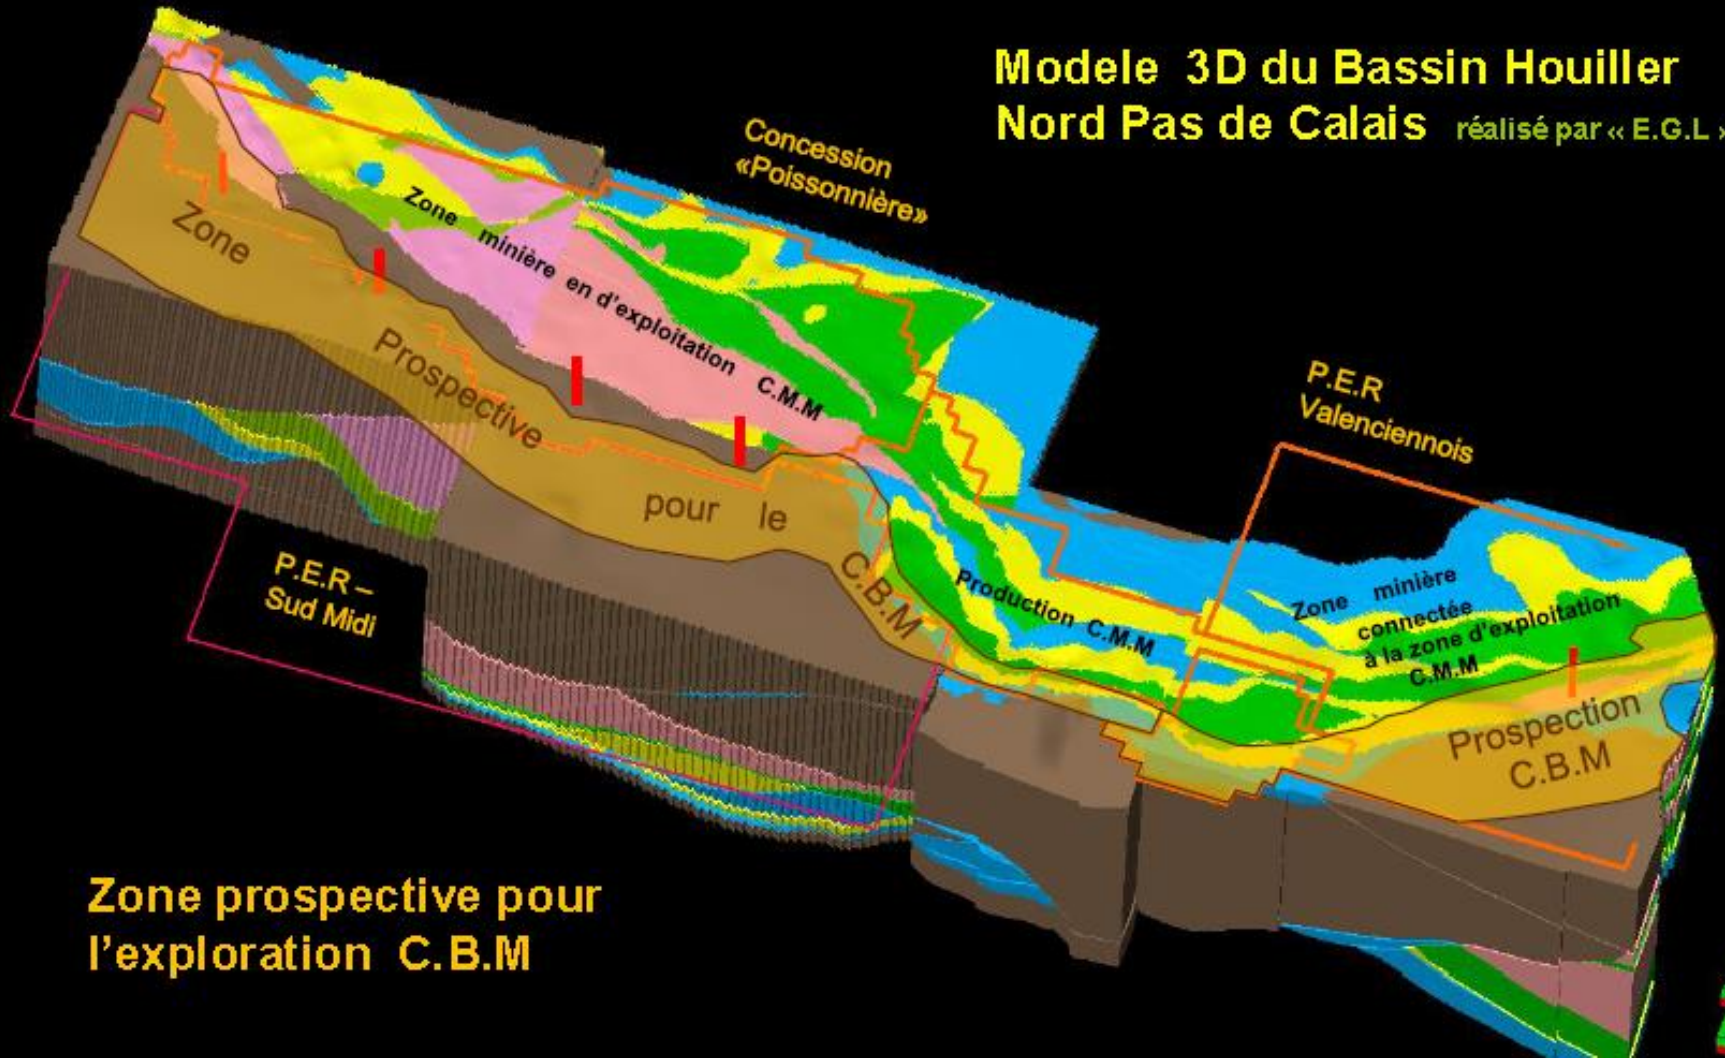 Modele 3D du Bassin Houiller
Nord Pas de Calais réalisé par « E.G.L »
Concession
«Poissonnière»
Zone minière en d'exploitation C.M.M
Zone Prospective pour le C.B.M
P.E.R
Valenciennois
Production C.M.M
Zone minière
connectée
à la zone d'exploitation
C.M.M
Prospection
C.B.M
P.E.R –
Sud Midi
Zone prospective pour
l'exploration C.B.M